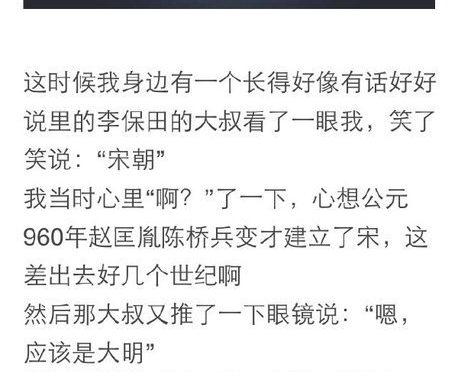 这时候我身边有一个长得好像有话好好
说里的李保田的大叔看了一眼我，笑了
笑说：“宋朝”
我当时心里“啊？”了一下，心想公元
960年赵匡胤陈桥兵变才建立了宋，这
差出去好几个世纪啊
然后那大叔又推了一下眼镜说：“嗯，
应该是大明”